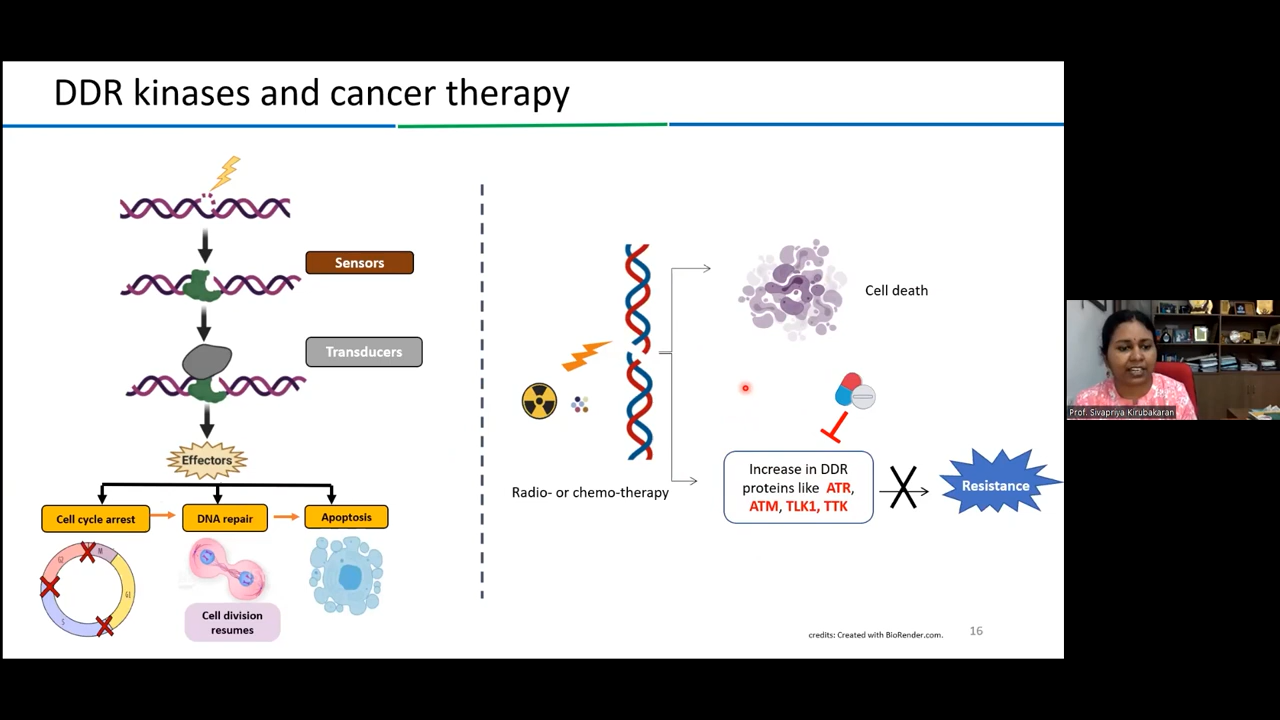 DDR kinases and cancer therapy
Sensors
Transducers
Effectors
Cell cycle arrest
DNA repair
Apoptosis
G2
M
G1
S
Cell division
resumes
Radio- or chemo-therapy
Cell death
Increase in DDR
proteins like ATR,
ATM, TLK1, TTK
Resistance
credits: Created with BioRender.com.
16
Prof. Sivapriya Kirubakaran